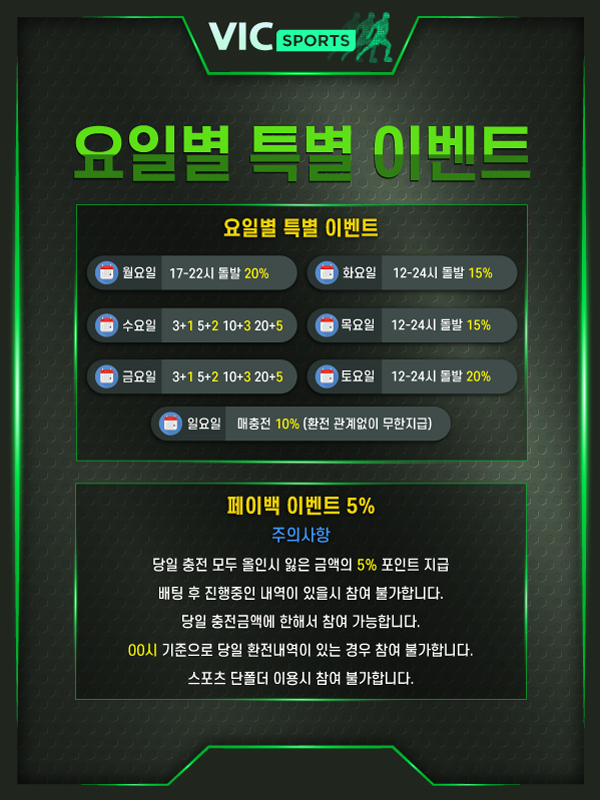 VIC SPORTS
요일별 특별 이벤트
요일별 특별 이벤트
월요일 17-22시 돌발 20%
화요일 12-24시 돌발 15%
수요일 3+1 5+2 10+3 20+5
목요일 12-24시 돌발 15%
금요일 3+1 5+2 10+3 20+5
토요일 12-24시 돌발 20%
일요일 매충전 10% (환전 관계없이 무한지급)
페이백 이벤트 5%
주의사항
당일 충전 모두 올인시 잃은 금액의 5% 포인트 지급
배팅 후 진행중인 내역이 있을시 참여 불가합니다.
당일 충전금액에 한해서 참여 가능합니다.
00시 기준으로 당일 환전내역이 있는 경우 참여 불가합니다.
스포츠 단폴더 이용시 참여 불가합니다.